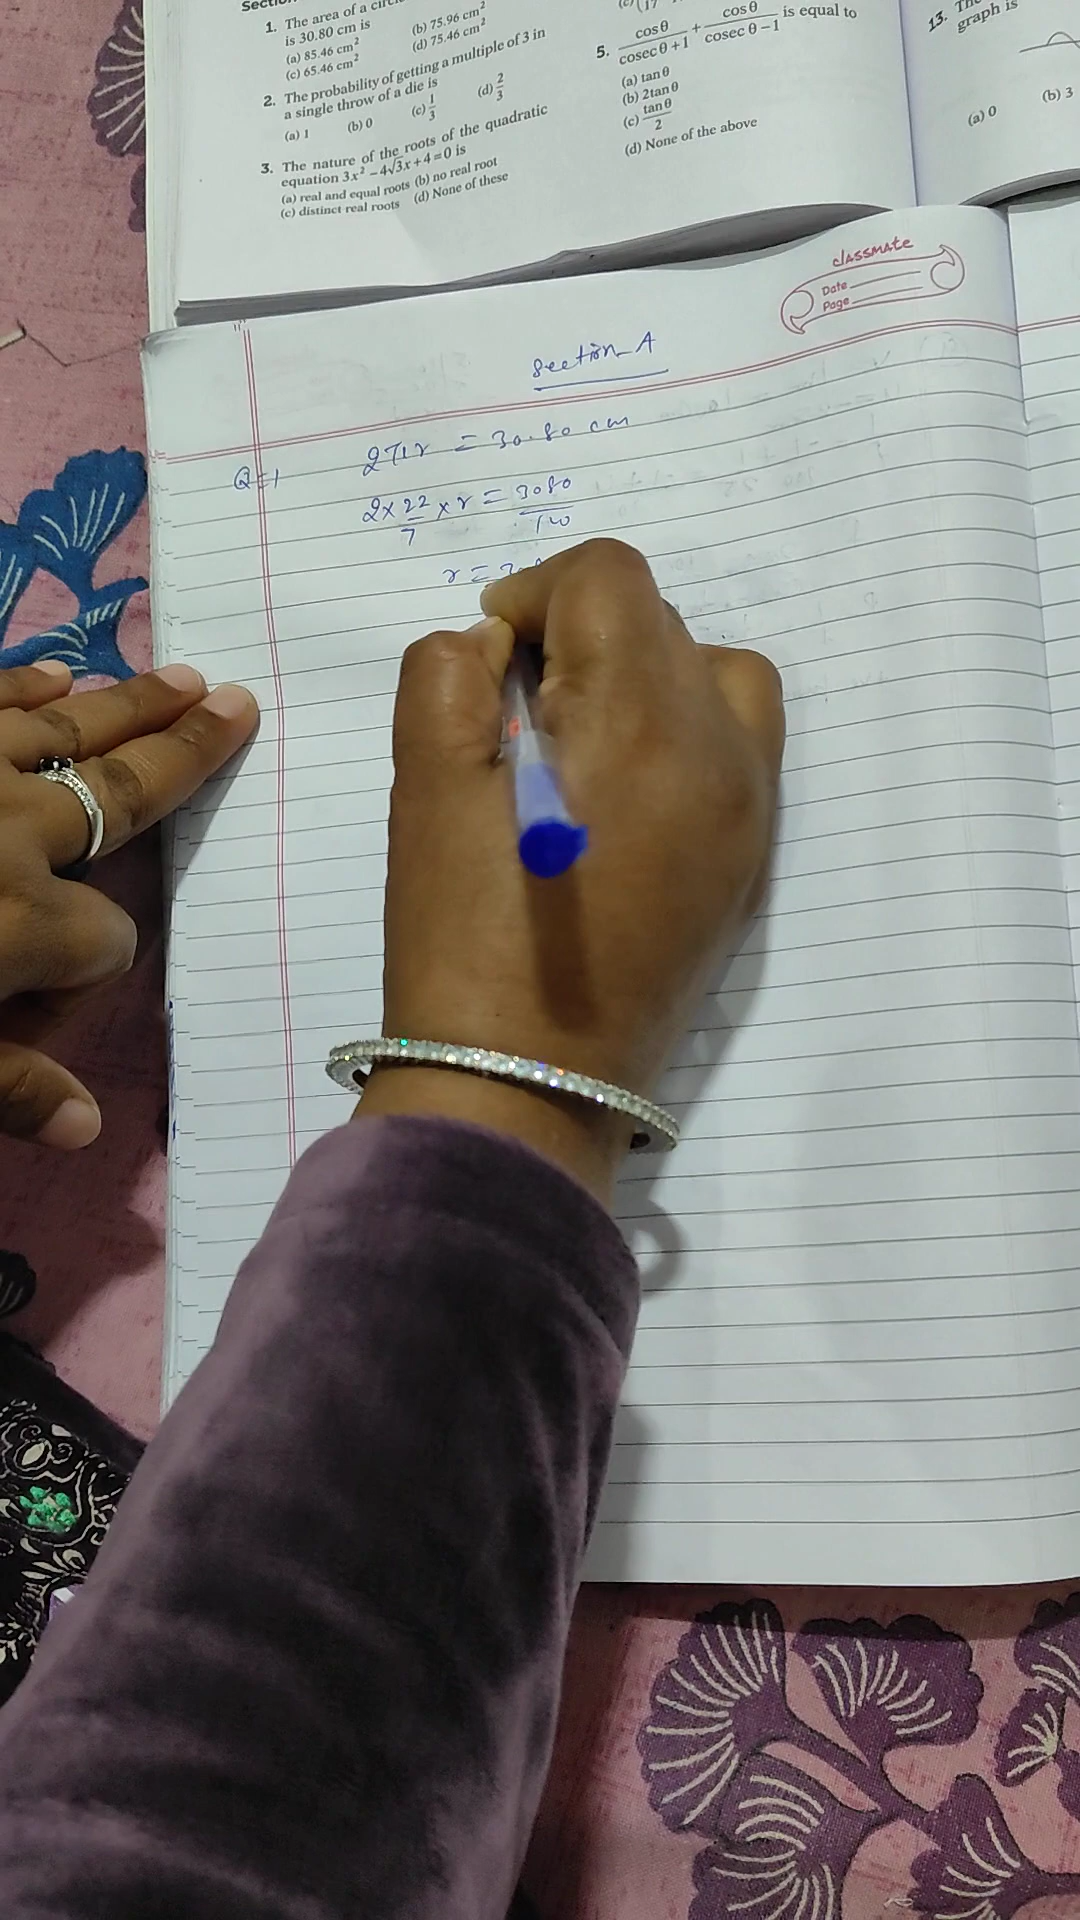 1. The area of a
is 30.80 cm is
(a) 85.46 cm² (b) 75.96 cm²
(c) 65.46 cm² (d) 75.46 cm²
2. The probability of getting a multiple of 3 in
a single throw of a die is
(a) 1 (b) 0 (c) 1/3 (d) 2/3
3. The nature of the roots of the quadratic
equation 3x² – 4√3x + 4 = 0 is
(a) real and equal roots (b) no real root
(c) distinct real roots (d) None of these
5. cosθ/(cosec θ + 1) + cosθ/(cosec θ – 1) is equal to
(a) tan θ
(b) 2tan θ
(c) tan θ/2
(d) None of the above
13.
graph is
(a) 0 (b) 3
classmate
Date
Page
Section-A
Q-1 2πr = 30.80 cm
2 × 22/7 × r = 3080/100
r =